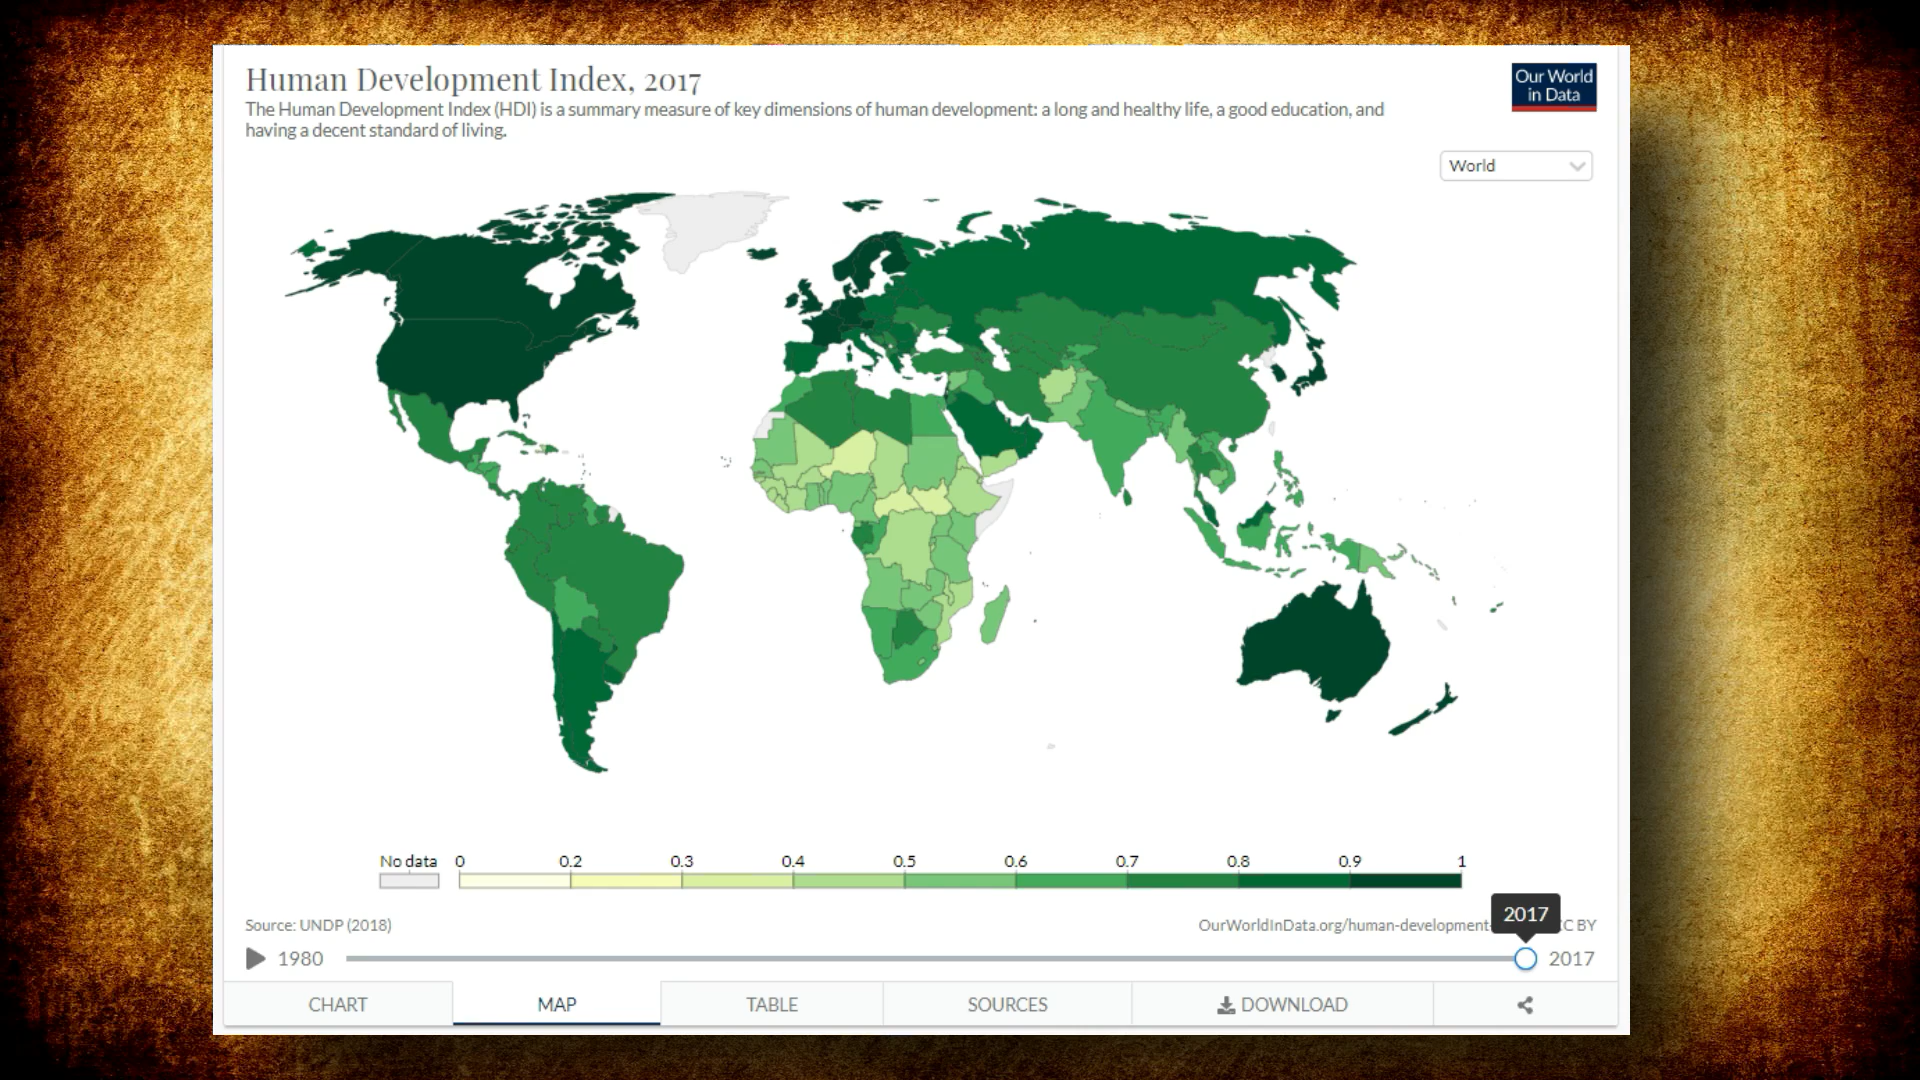 Human Development Index, 2017
The Human Development Index (HDI) is a summary measure of key dimensions of human development: a long and healthy life, a good education, and
having a decent standard of living.
Our World
in Data
World
No data 0 0.2 0.3 0.4 0.5 0.6 0.7 0.8 0.9 1
2017
Source: UNDP (2018)
OurWorldInData.org/human-development- CC BY
1980
2017
CHART
MAP
TABLE
SOURCES
DOWNLOAD